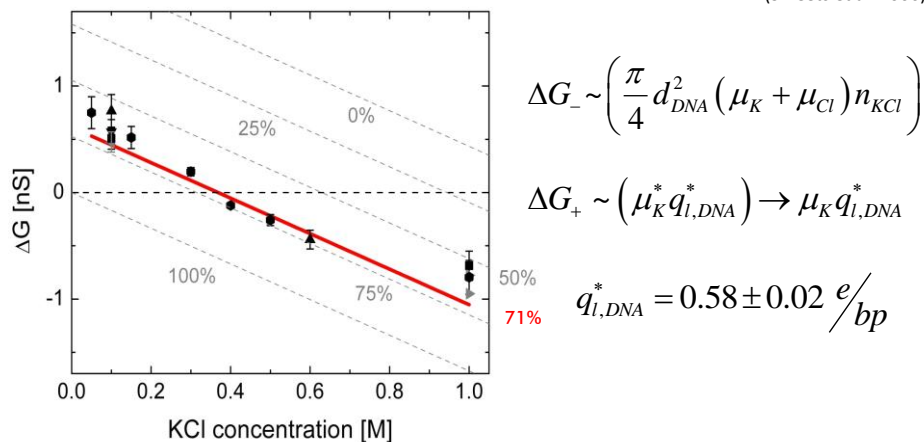 ΔG [nS]
1
0
-1
0.0 0.2 0.4 0.6 0.8 1.0
KCl concentration [M]
0%
25%
50%
75%
100%
71%
ΔG₋ ~ (π/4 d²_DNA (μ_K + μ_Cl) n_KCl)
ΔG₊ ~ (μ*_K q*_l,DNA) → μ_K q*_l,DNA
q*_l,DNA = 0.58 ± 0.02 e/bp